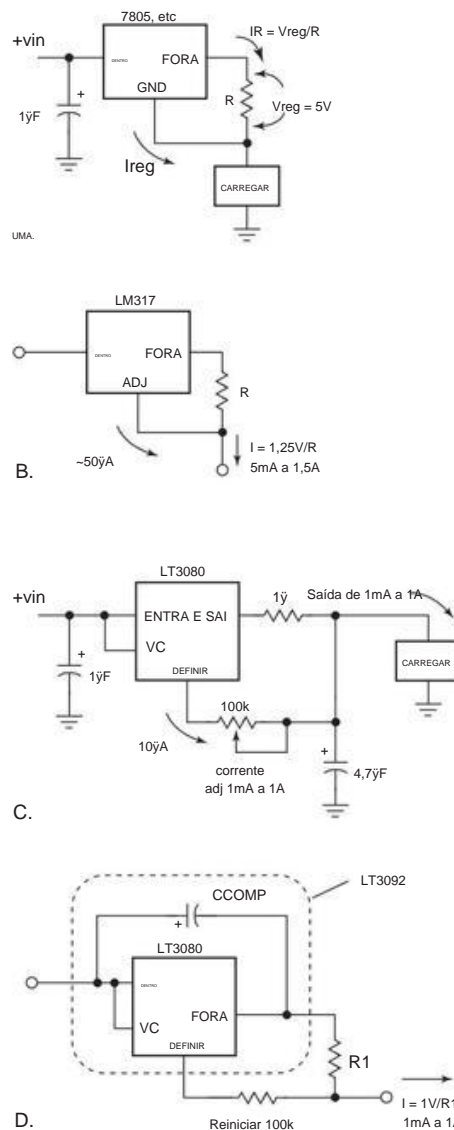 7805, etc
+vin
DENTRO
FORA
GND
1ÿF
+
IR = Vreg/R
R
Vreg = 5V
Ireg
CARREGAR
UMA.
LM317
DENTRO
FORA
ADJ
R
~50ÿA
I = 1,25V/R
5mA a 1,5A
B.
LT3080
+vin
ENTRA E SAI
VC
DEFINIR
1ÿ
Saída de 1mA a 1A
+
1ÿF
CARREGAR
100k
10ÿA
corrente
adj 1mA a 1A
+
4,7ÿF
C.
LT3092
CCOMP
+
LT3080
DENTRO
VC
FORA
DEFINIR
R1
Reiniciar 100k
I = 1V/R1
1mA a 1A
D.